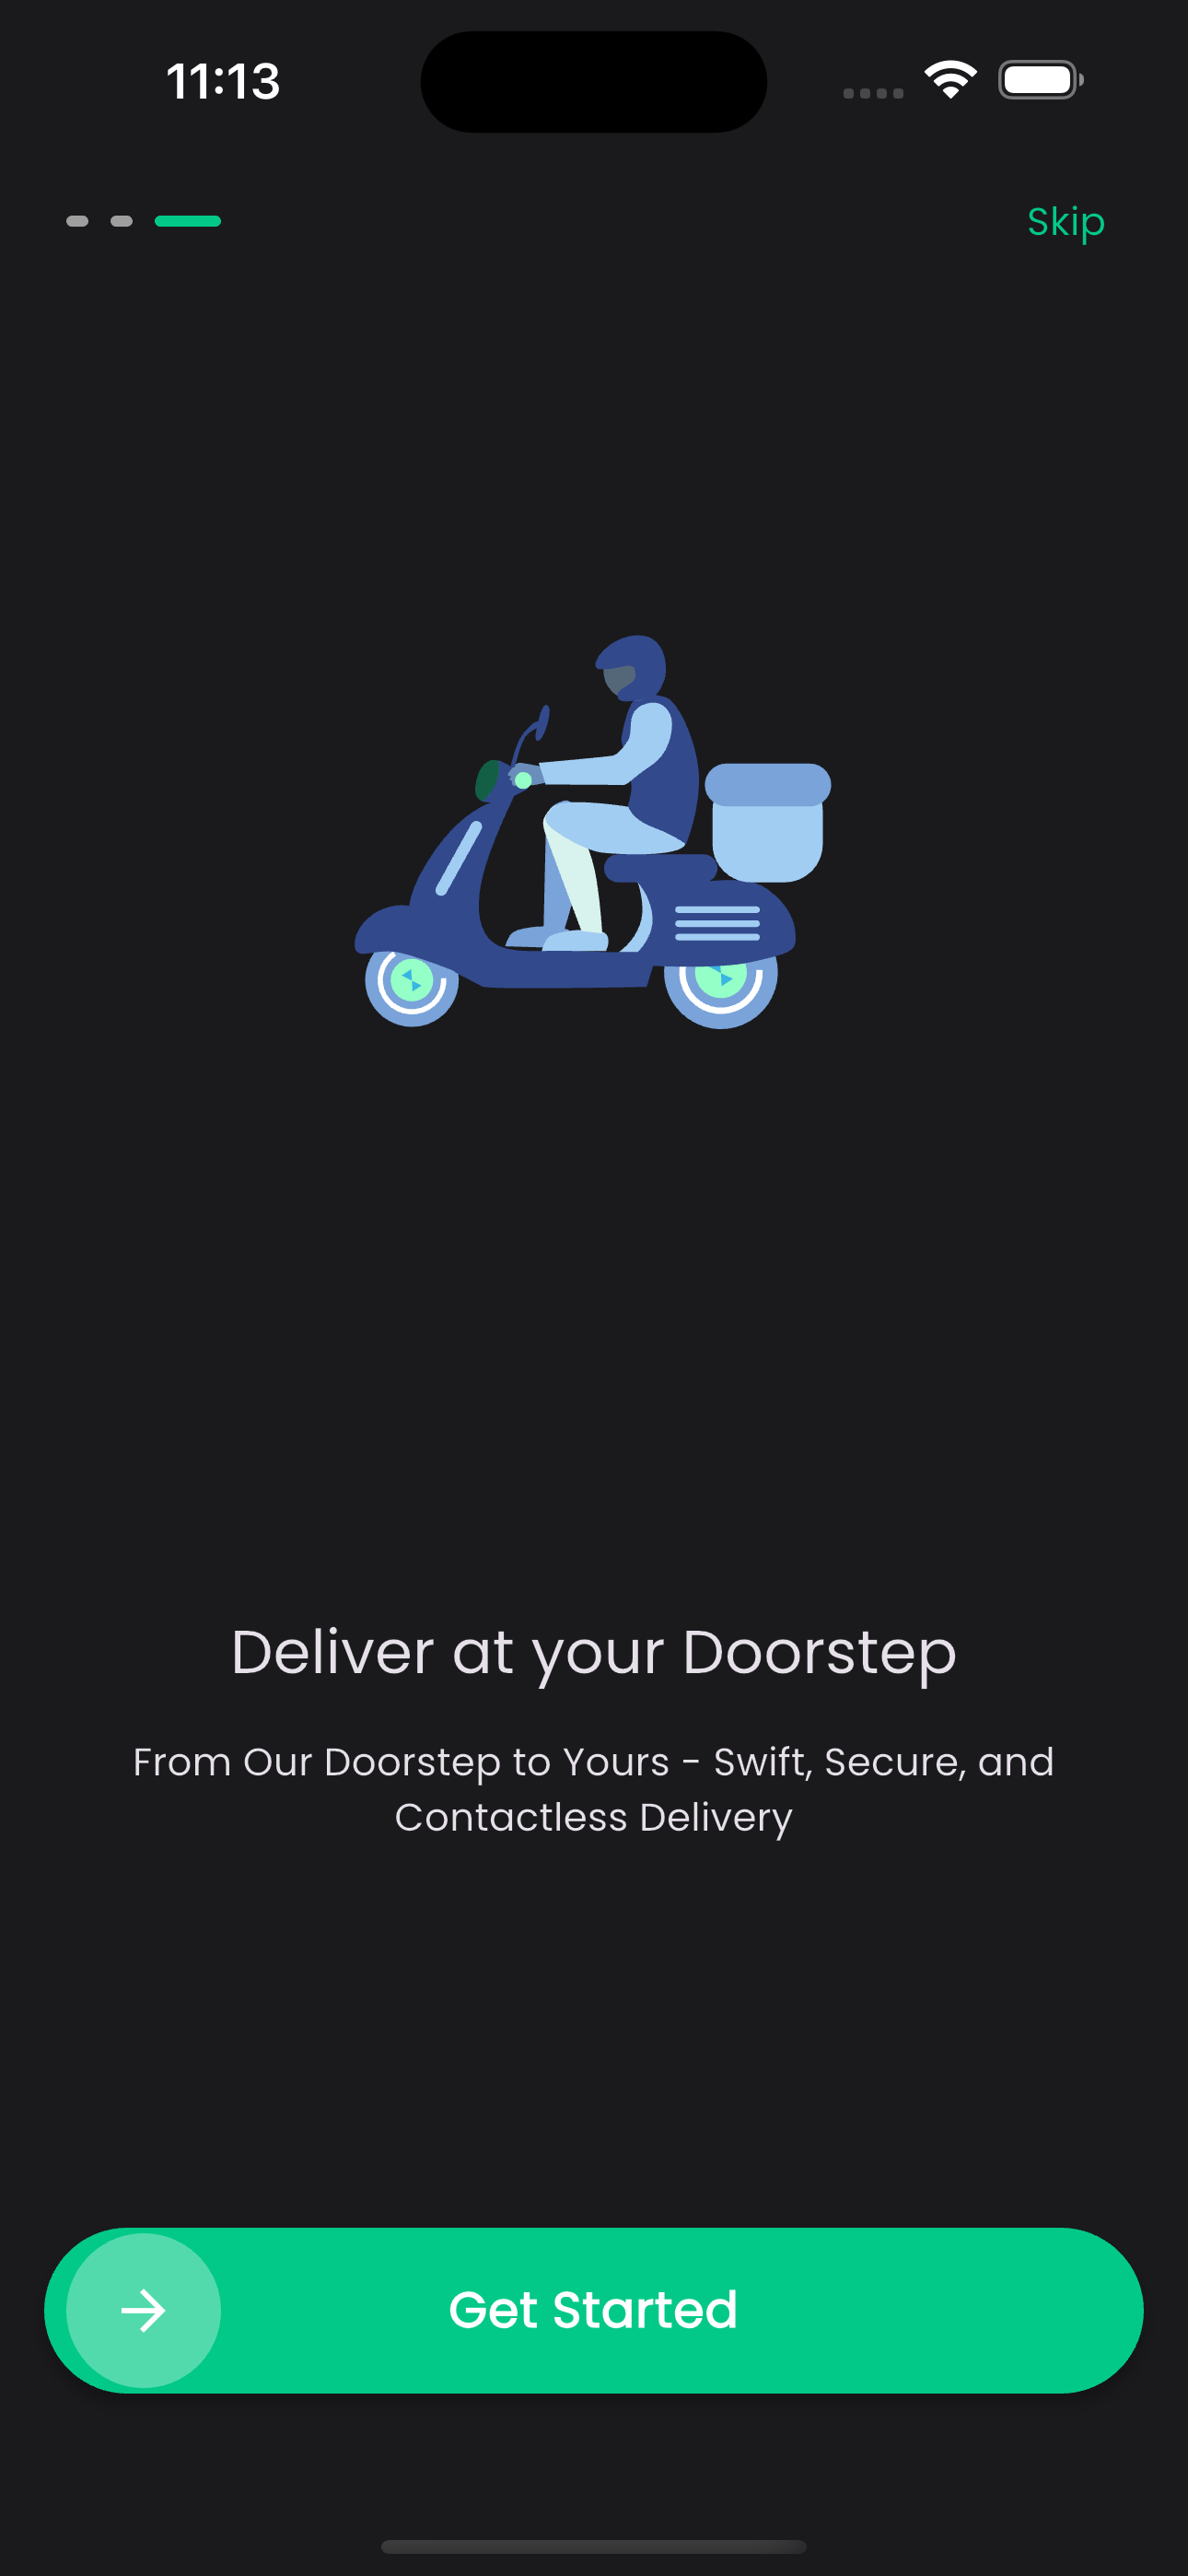 11:13
Skip
Deliver at your Doorstep
From Our Doorstep to Yours - Swift, Secure, and
Contactless Delivery
Get Started